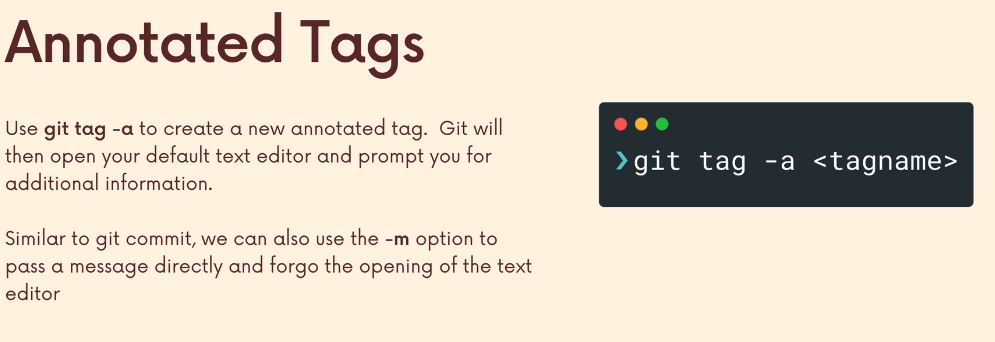 Annotated Tags
Use git tag -a to create a new annotated tag.  Git will
then open your default text editor and prompt you for
additional information.
Similar to git commit, we can also use the -m option to
pass a message directly and forgo the opening of the text
editor
❯git tag -a <tagname>